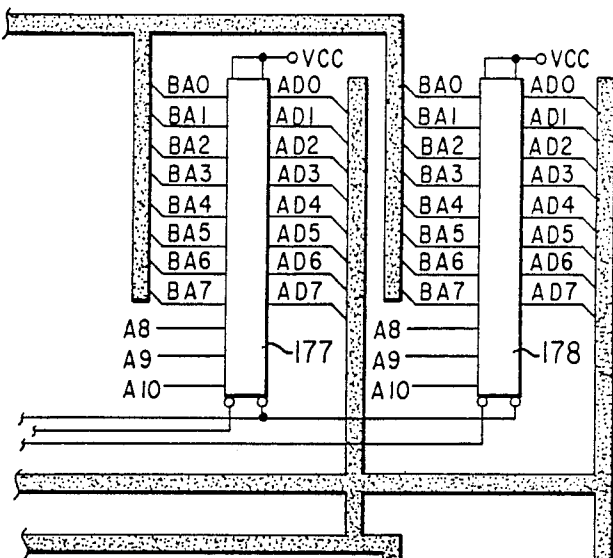 VCC VCC
BA0 AD0 BA0 AD0
BA1 AD1 BA1 AD1
BA2 AD2 BA2 AD2
BA3 AD3 BA3 AD3
BA4 AD4 BA4 AD4
BA5 AD5 BA5 AD5
BA6 AD6 BA6 AD6
BA7 AD7 BA7 AD7
A8 A8
A9 177 A9 178
A10 A10